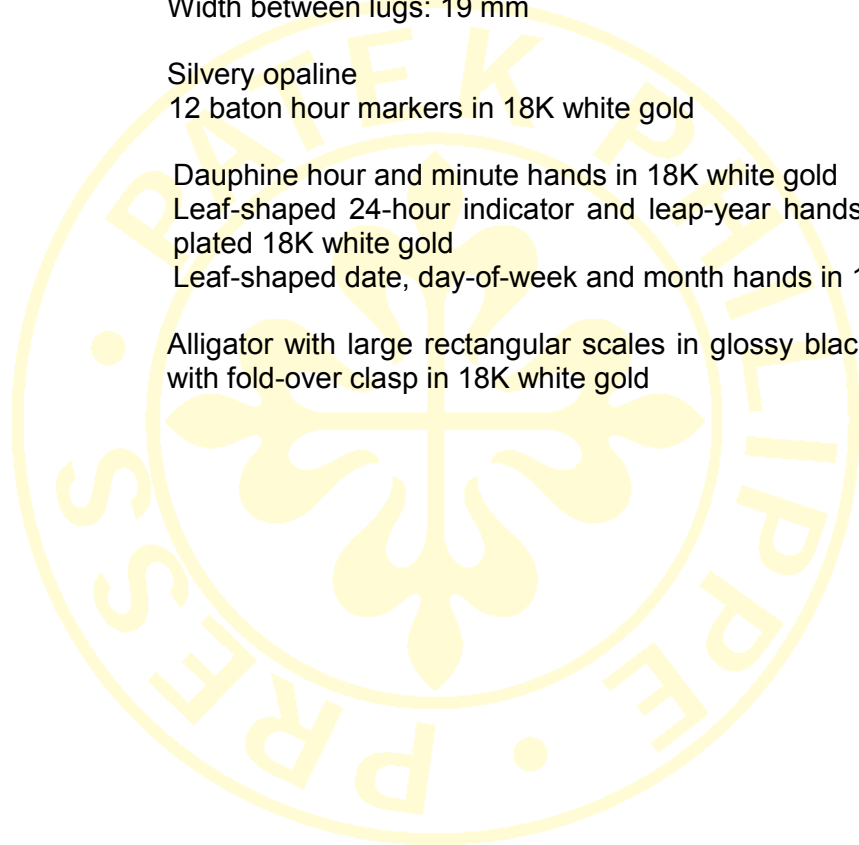 Width between lugs: 19 mm
Silvery opaline
12 baton hour markers in 18K white gold
Dauphine hour and minute hands in 18K white gold
Leaf-shaped 24-hour indicator and leap-year hands
plated 18K white gold
Leaf-shaped date, day-of-week and month hands in
Alligator with large rectangular scales in glossy
with fold-over clasp in 18K white gold
PATEK PHILIPPE • PRESS •